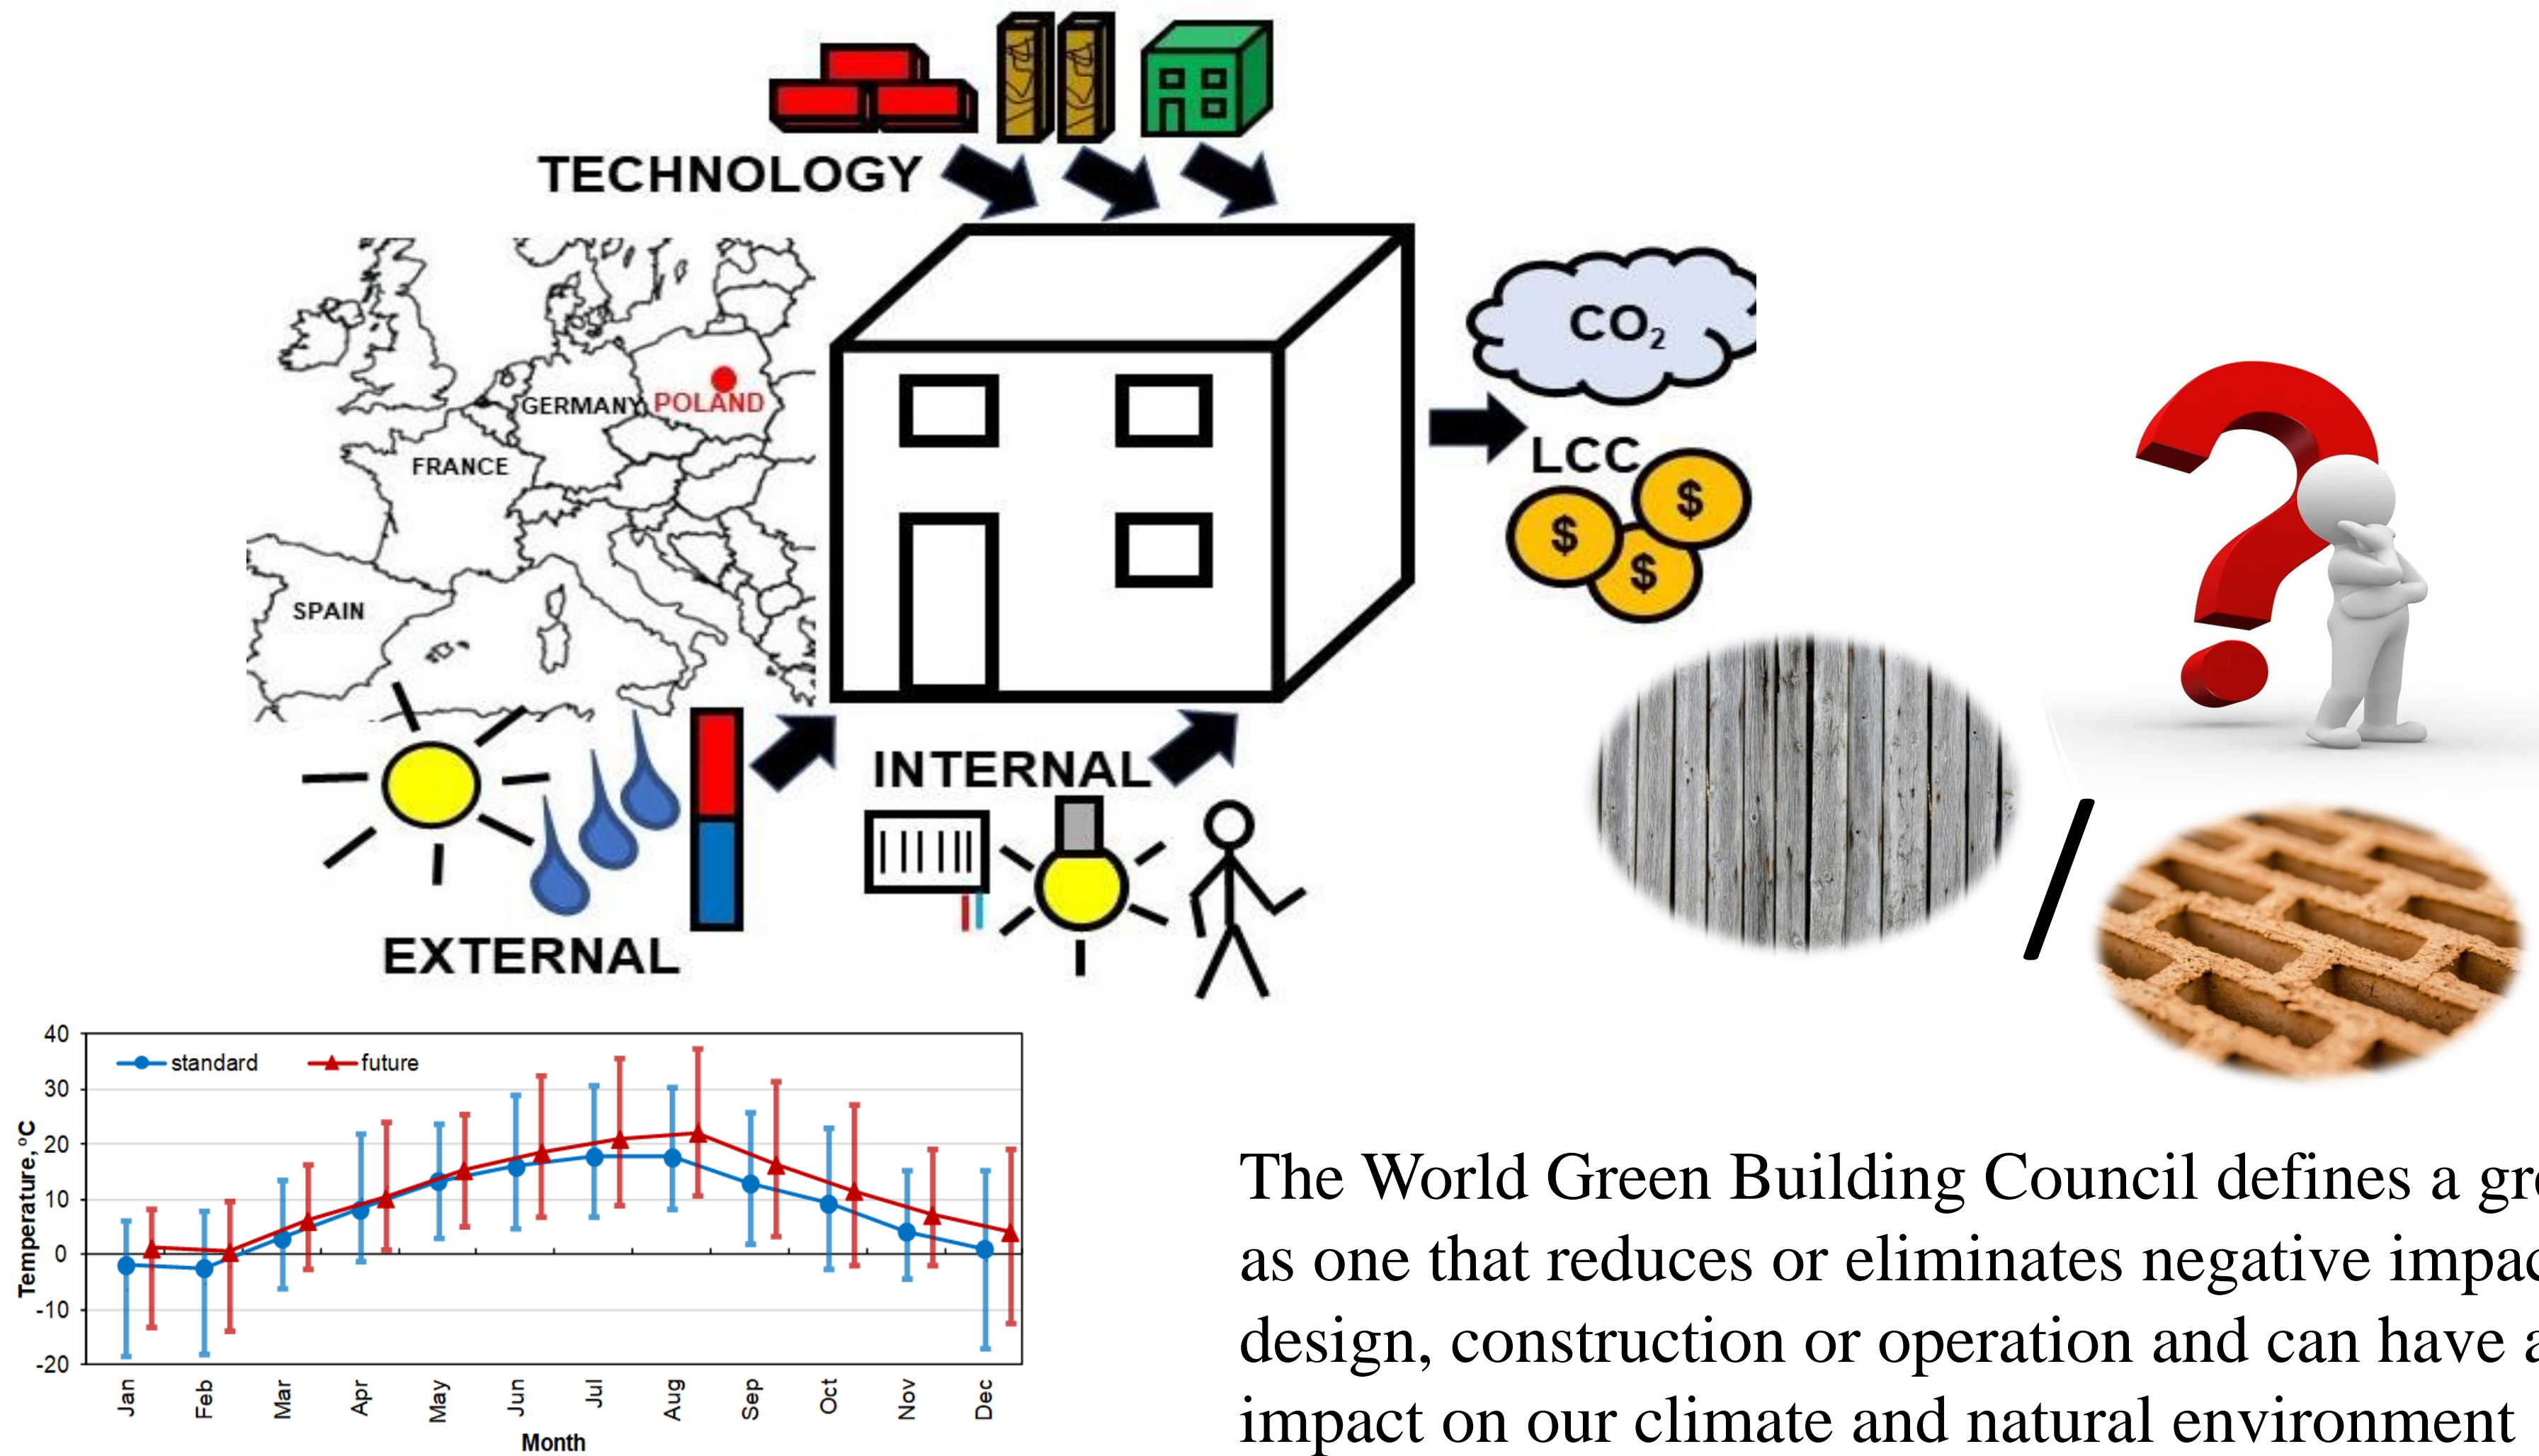 TECHNOLOGY
CO₂
LCC
$
$
$
GERMANY
POLAND
FRANCE
SPAIN
INTERNAL
EXTERNAL
40
30
20
10
0
-10
-20
standard
future
Temperature,°C
Jan
Feb
Mar
Apr
May
Jun
Jul
Aug
Sep
Oct
Nov
Dec
Month
The World Green Building Council defines a
as one that reduces or eliminates negative
design, construction or operation and can have a
impact on our climate and natural environment